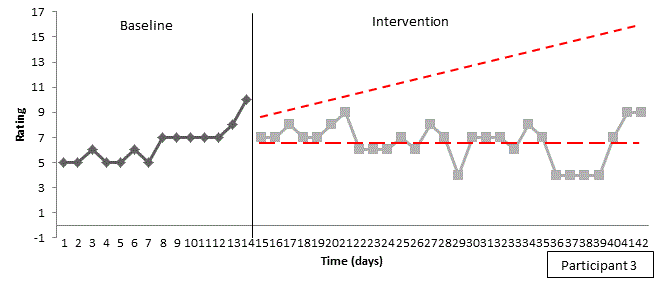 Baseline
Intervention
17
15
13
11
9
7
5
3
1
-1
Rating
1 2 3 4 5 6 7 8 9 10 11 12 13 14 15 16 17 18 19 20 21 22 23 24 25 26 27 28 29 30 31 32 33 34 35 36 37 38 39 40 41 42
Time (days)
Participant 3